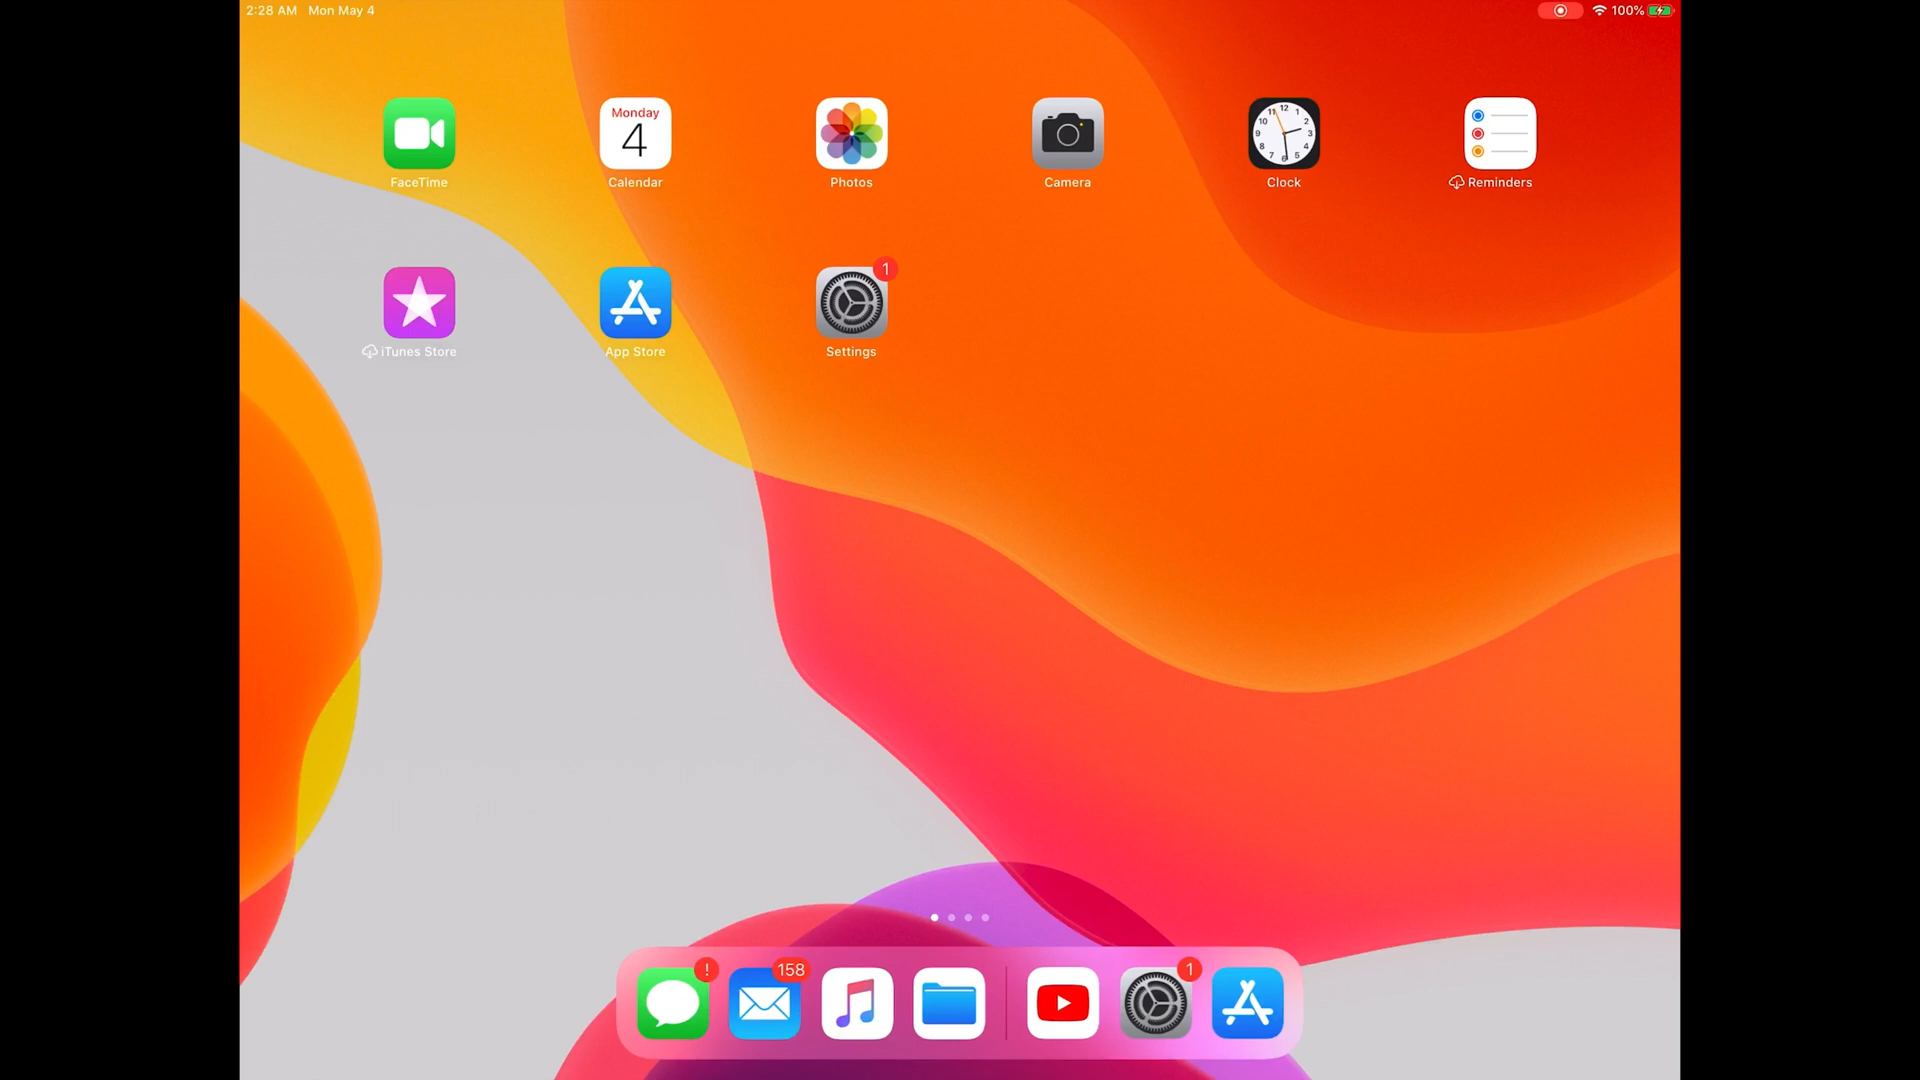 2:28 AM Mon May 4
100%
Monday
4
FaceTime
Calendar
Photos
Camera
Clock
Reminders
1
iTunes Store
App Store
Settings
!
158
1